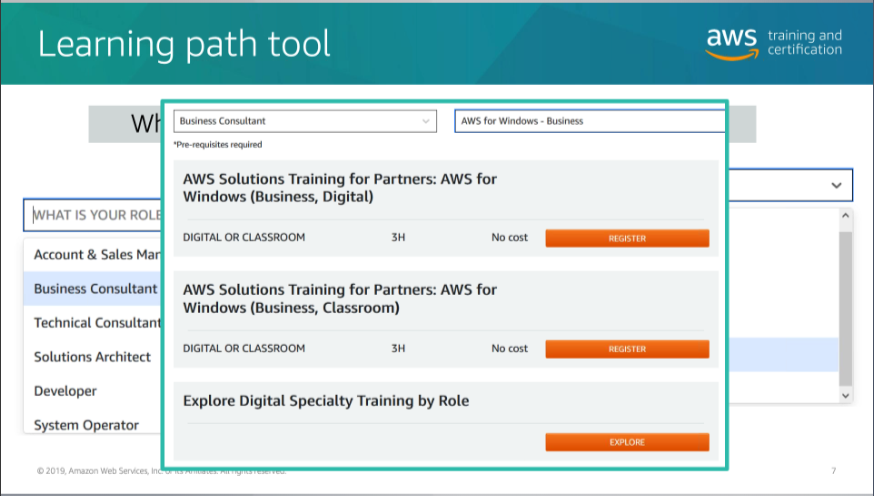 Learning path tool
aws training and
certification
Business Consultant
AWS for Windows - Business
*Pre-requisites required
AWS Solutions Training for Partners: AWS for
Windows (Business, Digital)
DIGITAL OR CLASSROOM 3H No cost REGISTER
AWS Solutions Training for Partners: AWS for
Windows (Business, Classroom)
DIGITAL OR CLASSROOM 3H No cost REGISTER
Explore Digital Specialty Training by Role
EXPLORE
WHAT IS YOUR ROLE
Account & Sales Man
Business Consultant
Technical Consultant
Solutions Architect
Developer
System Operator
© 2019, Amazon Web Services, Inc. or its Affiliates. All rights reserved.
7